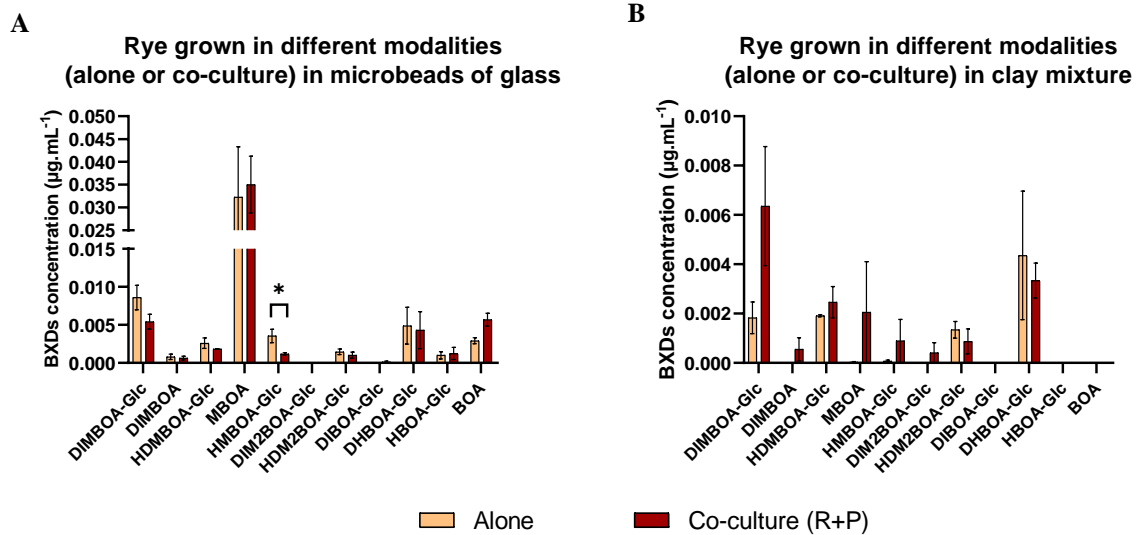 A
Rye grown in different modalities
(alone or co-culture) in microbeads of glass
BXDs concentration (µg.mL⁻¹)
0.050
0.045
0.040
0.035
0.030
0.025
0.015
0.010
0.005
0.000
*
DIMBOA-Glc
DIMBOA
HDMBOA-Glc
MBOA
HMBOA-Glc
DIM2BOA-Glc
HDM2BOA-Glc
DIBOA-Glc
DHBOA-Glc
HBOA-Glc
BOA
B
Rye grown in different modalities
(alone or co-culture) in clay mixture
BXDs concentration (µg.mL⁻¹)
0.010
0.008
0.006
0.004
0.002
0.000
DIMBOA-Glc
DIMBOA
HDMBOA-Glc
MBOA
HMBOA-Glc
DIM2BOA-Glc
HDM2BOA-Glc
DIBOA-Glc
DHBOA-Glc
HBOA-Glc
BOA
Alone
Co-culture (R+P)